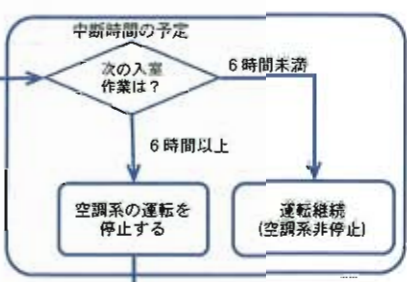 中断時間の予定
次の入室
作業は？
6時間未満
6時間以上
空調系の運転を
停止する
運転継続
(空調系非停止)